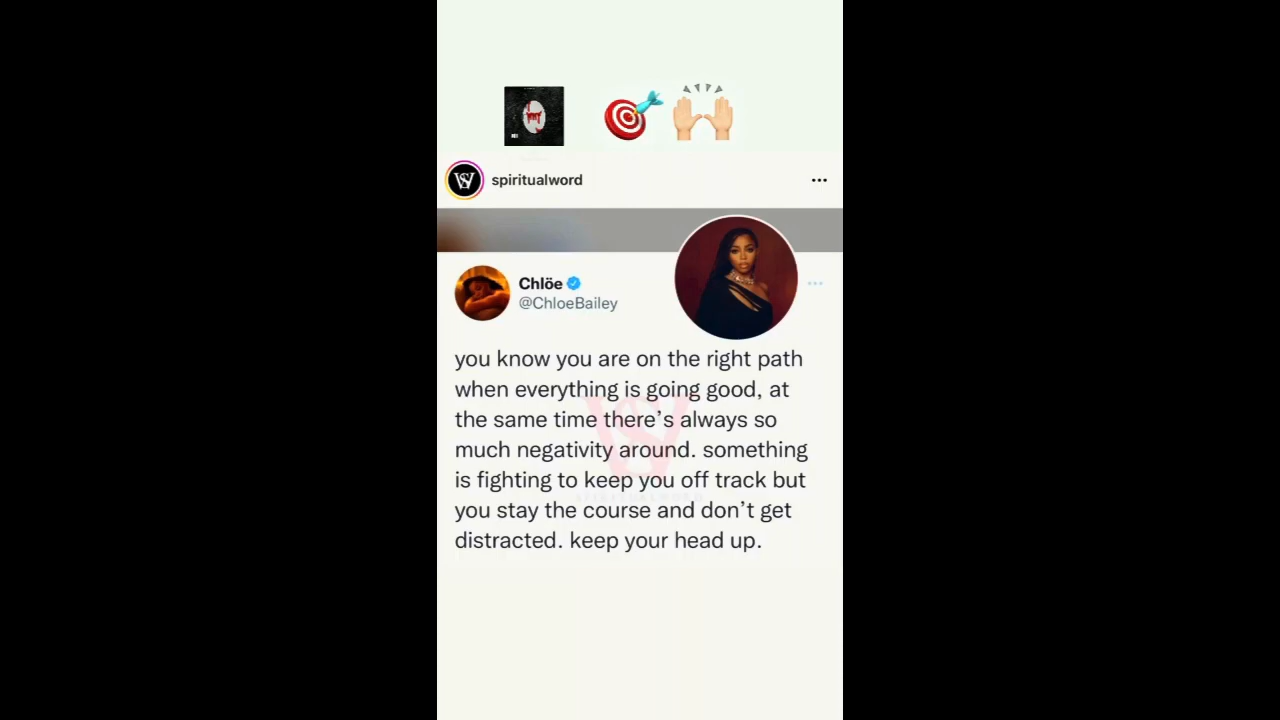 spiritualword
Chlöe
@ChloeBailey
you know you are on the right path
when everything is going good, at
the same time there’s always so
much negativity around. something
is fighting to keep you off track but
you stay the course and don’t get
distracted. keep your head up.
SPIRITUALWORD